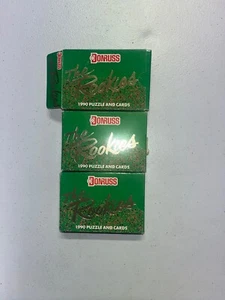 DONRUSS
The
Rookies
1990 PUZZLE AND CARDS
DONRUSS
The
Rookies
1990 PUZZLE AND CARDS
DONRUSS
The
Rookies
1990 PUZZLE AND CARDS